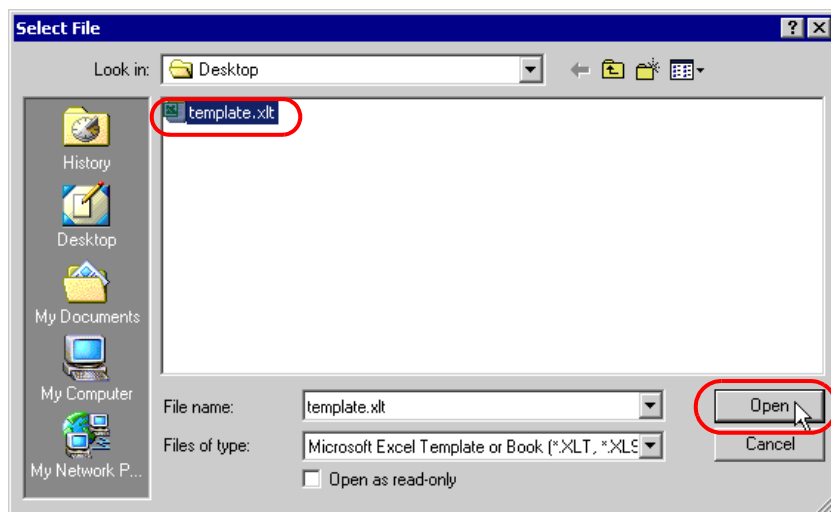 Select File
Look in: Desktop
template.xlt
History
Desktop
My Documents
My Computer
My Network P...
File name: template.xlt Open
Files of type: Microsoft Excel Template or Book (*.XLT, *.XLS Cancel
Open as read-only